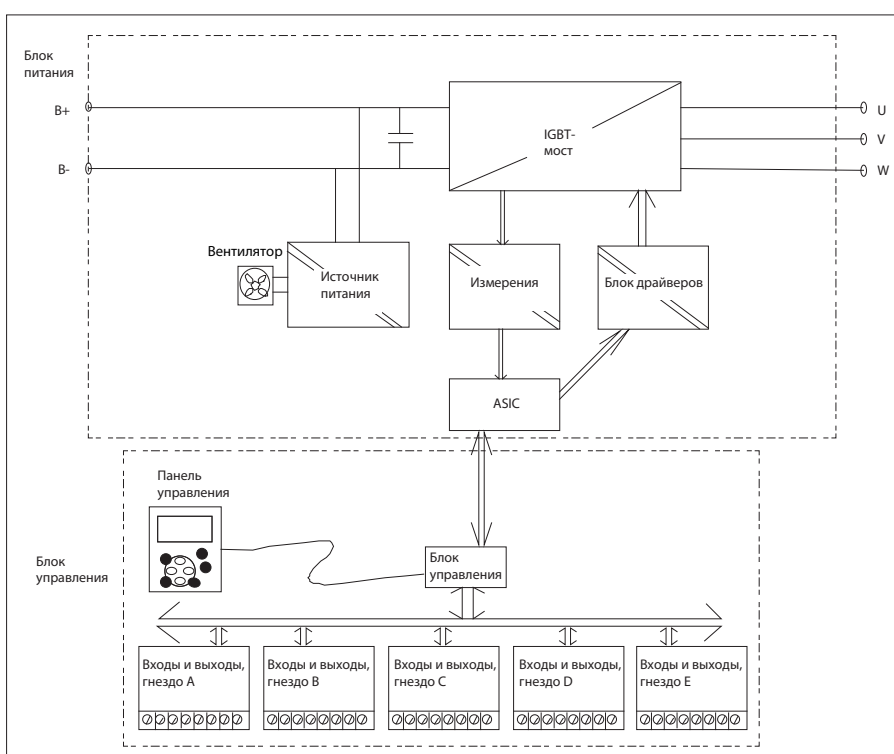 Блок
питания
B+
B-
IGBT-
мост
U
V
W
Вентилятор
Источник
питания
Измерения
Блок драйверов
ASIC
Панель
управления
Блок
управления
Блок
управления
Входы и выходы,
гнездо A
Входы и выходы,
гнездо B
Входы и выходы,
гнездо C
Входы и выходы,
гнездо D
Входы и выходы,
гнездо E